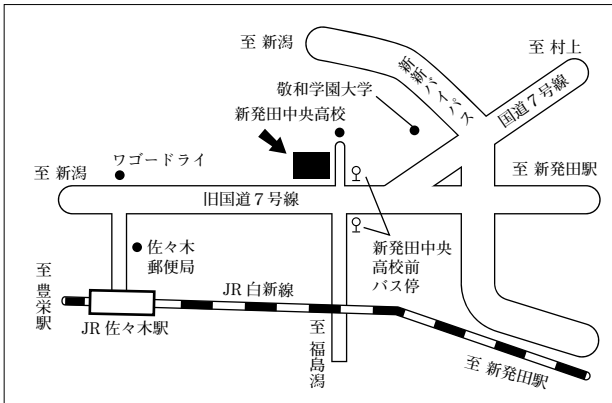 至 新潟
至 村上
新新バイパス
国道７号線
敬和学園大学
新発田中央高校
ワゴードライ
至 新潟
至 新発田駅
旧国道７号線
佐々木
郵便局
新発田中央
高校前
バス停
至 豊栄駅
JR 白新線
JR 佐々木駅
至 福島潟
至 新発田駅